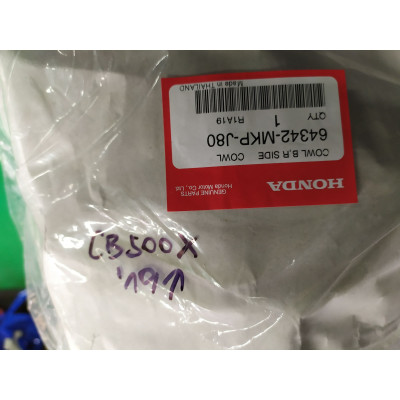 HONDA
GENUINE PARTS
Honda Motor Co., Ltd.
COWL B,R SIDE COWL
64342-MKP-J80
QTY 1 R1A19
Made in THAILAND
CB500X
'19↑